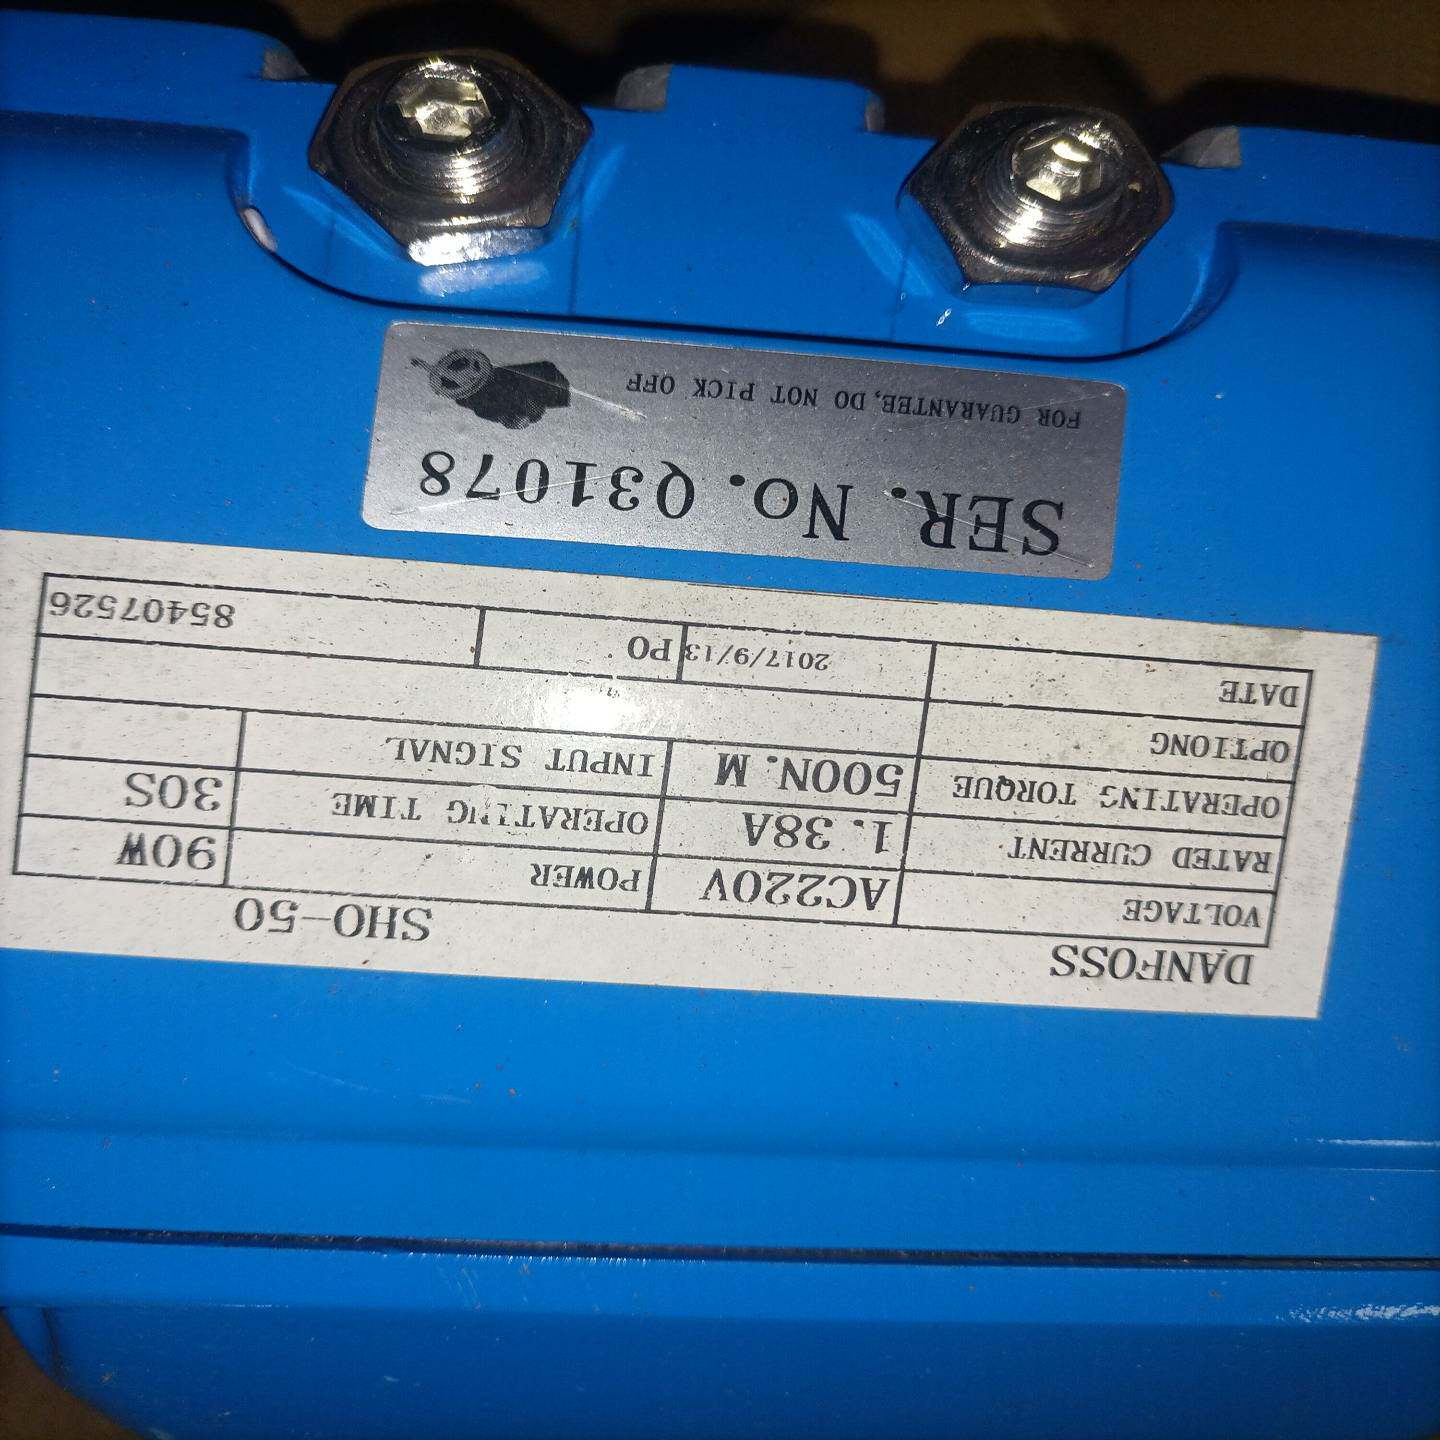 DANFOSS SHO-50
VOLTAGE AC220V POWER 90W
RATED CURRENT 1.38A OPERATING TIME 30S
OPERATING TORQUE 500N.M INPUT SIGNAL
OPTIONG
DATE 2017/9/13 PO 85407526
SER. No. Q31078
FOR GUARANTEE, DO NOT PICK OFF